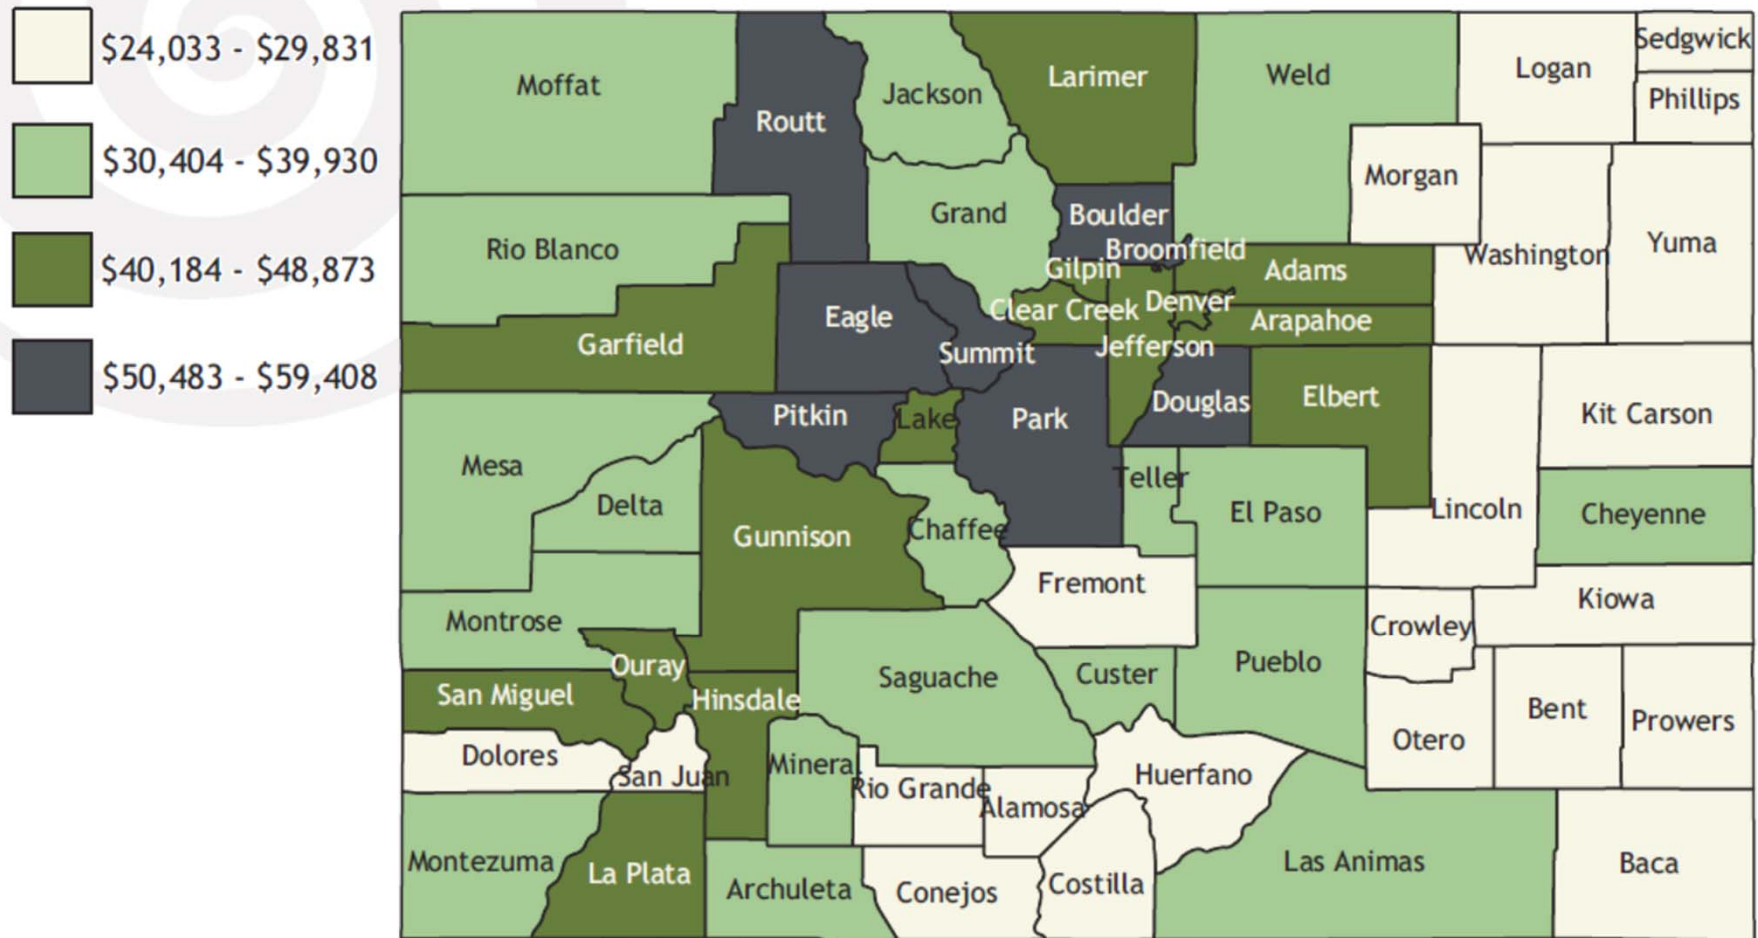 $24,033 - $29,831
$30,404 - $39,930
$40,184 - $48,873
$50,483 - $59,408
Moffat
Routt
Jackson
Larimer
Weld
Logan
Sedgwick
Phillips
Morgan
Rio Blanco
Grand
Boulder
Broomfield
Washington
Yuma
Gilpin
Adams
Garfield
Eagle
Summit
Clear Creek
Denver
Arapahoe
Jefferson
Pitkin
Lake
Park
Douglas
Elbert
Kit Carson
Mesa
Delta
Gunnison
Chaffee
Teller
El Paso
Lincoln
Cheyenne
Montrose
Fremont
Crowley
Kiowa
Ouray
San Miguel
Hinsdale
Saguache
Custer
Pueblo
Otero
Bent
Prowers
Dolores
San Juan
Minera
Rio Grande
Alamosa
Huerfano
Montezuma
La Plata
Archuleta
Conejos
Costilla
Las Animas
Baca